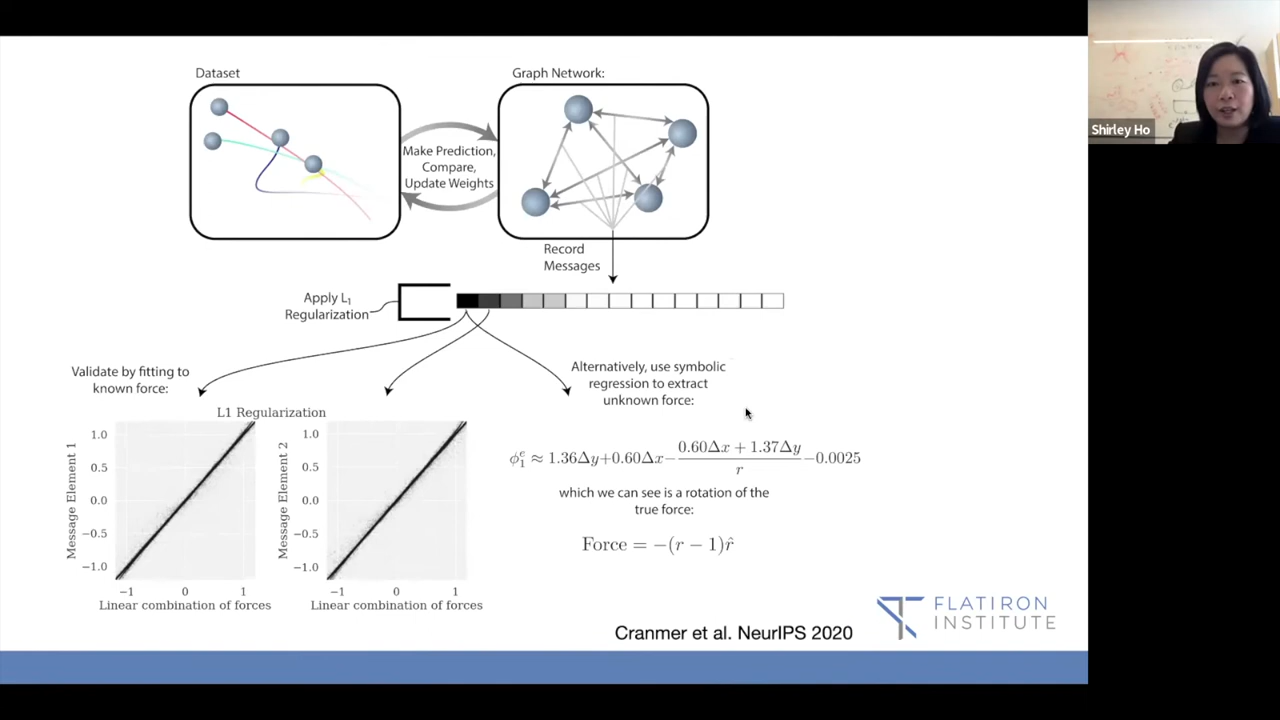 Dataset
Graph Network:
Make Prediction,
Compare,
Update Weights
Shirley Ho
Record
Messages
Apply L₁
Regularization
Validate by fitting to
known force:
Alternatively, use symbolic
regression to extract
unknown force:
L1 Regularization
Message Element 1
1.0
0.5
0.0
−0.5
−1.0
−1 0 1
Linear combination of forces
Message Element 2
1.0
0.5
0.0
−0.5
−1.0
−1 0 1
Linear combination of forces
ϕ₁ᵉ ≈ 1.36Δy+0.60Δx−(0.60Δx + 1.37Δy)/r−0.0025
which we can see is a rotation of the
true force:
Force = −(r − 1)r̂
Cranmer et al. NeurIPS 2020
FLATIRON
INSTITUTE